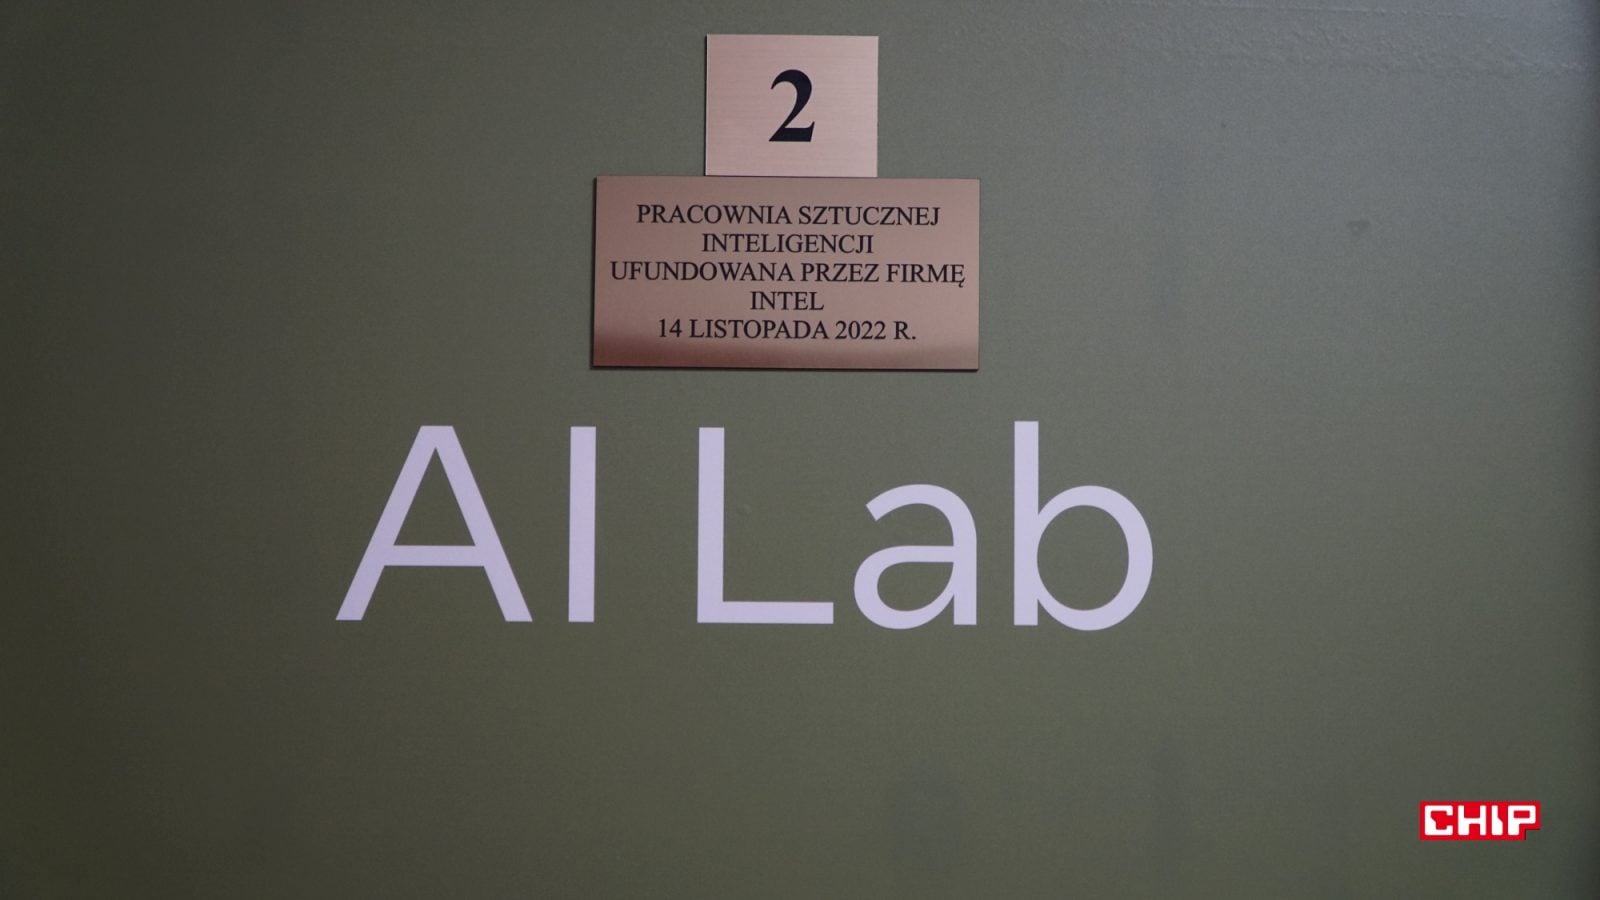 2
PRACOWNIA SZTUCZNEJ
INTELIGENCJI
UFUNDOWANA PRZEZ FIRMĘ
INTEL
14 LISTOPADA 2022 R.
AI Lab
CHIP